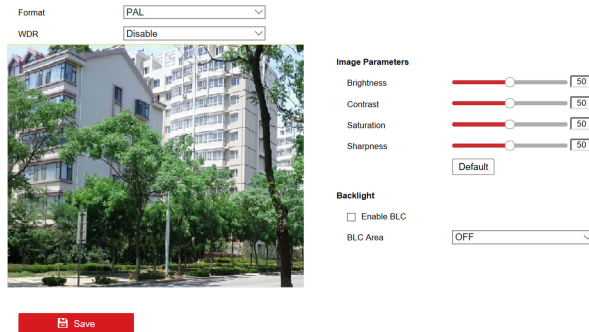 Format PAL
WDR Disable
Image Parameters
Brightness 50
Contrast 50
Saturation 50
Sharpness 50
Default
Backlight
Enable BLC
BLC Area OFF
Save